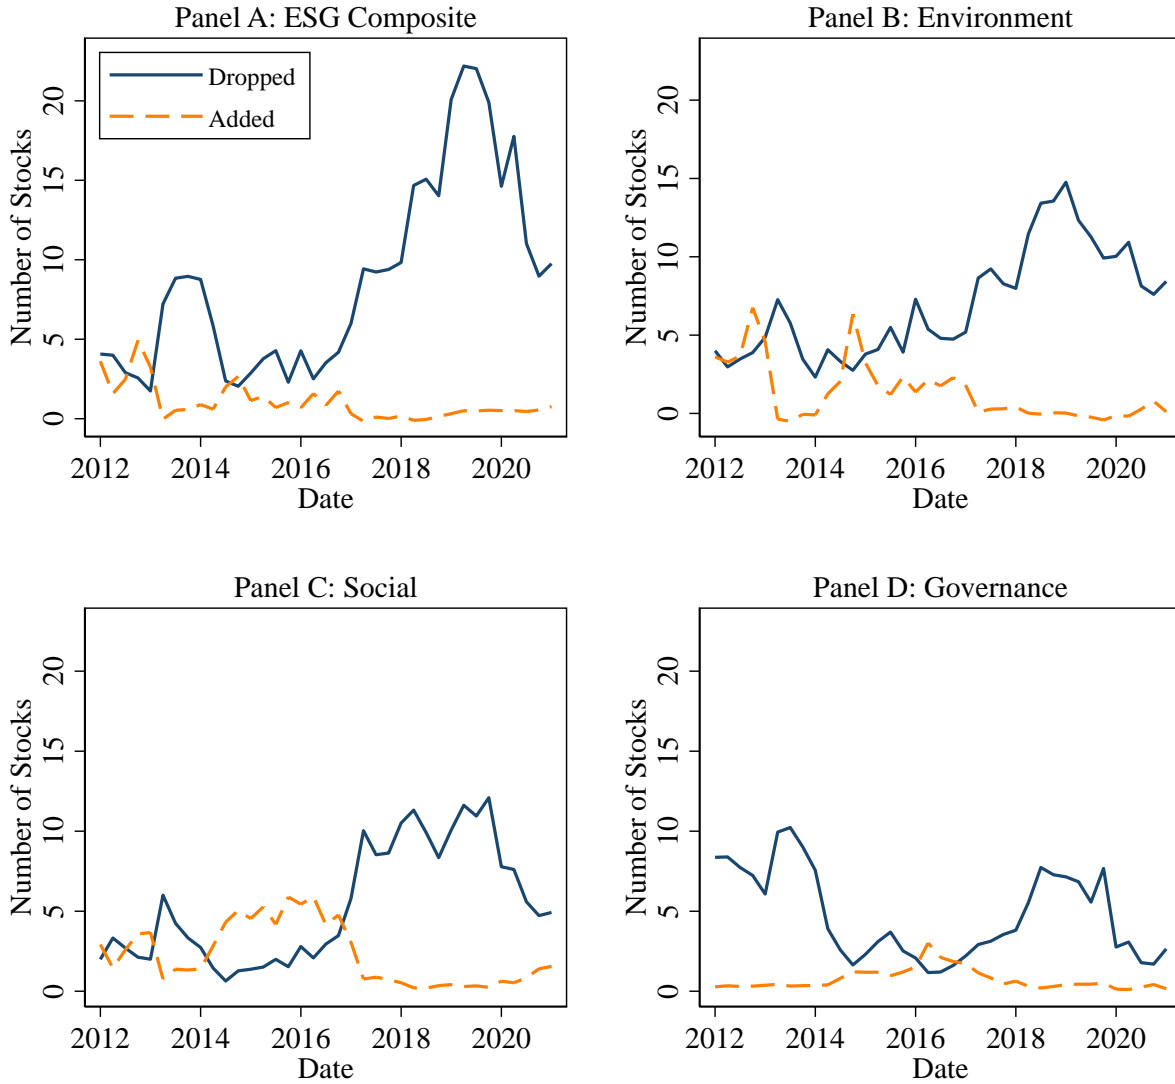 Panel A: ESG Composite
Number of Stocks
20
15
10
5
0
Dropped
Added
2012 2014 2016 2018 2020
Date
Panel B: Environment
Number of Stocks
20
15
10
5
0
2012 2014 2016 2018 2020
Date
Panel C: Social
Number of Stocks
20
15
10
5
0
2012 2014 2016 2018 2020
Date
Panel D: Governance
Number of Stocks
20
15
10
5
0
2012 2014 2016 2018 2020
Date